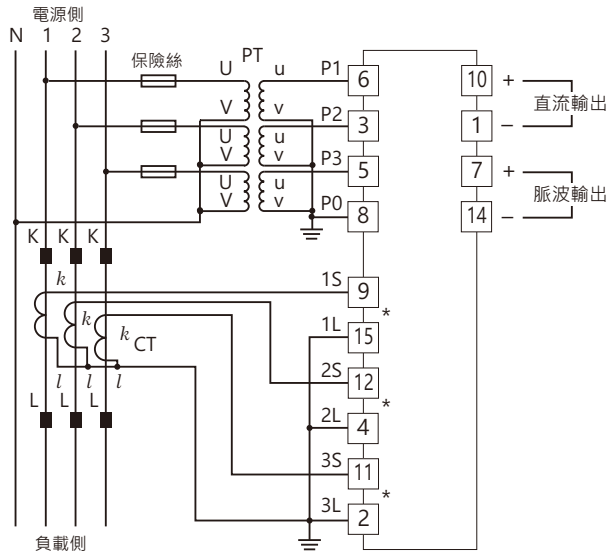 電源側
N 1 2 3
保險絲
PT
U u P1 6 10 + 直流輸出
V v P2 3 1 −
U u
V v P3 5 7 + 脈波輸出
U u
V v P0 8 14 −
K K K
k 1S 9
*
k 1L 15
k CT
2S 12
l l l
*
L L L 2L 4
3S 11
*
3L 2
負載側